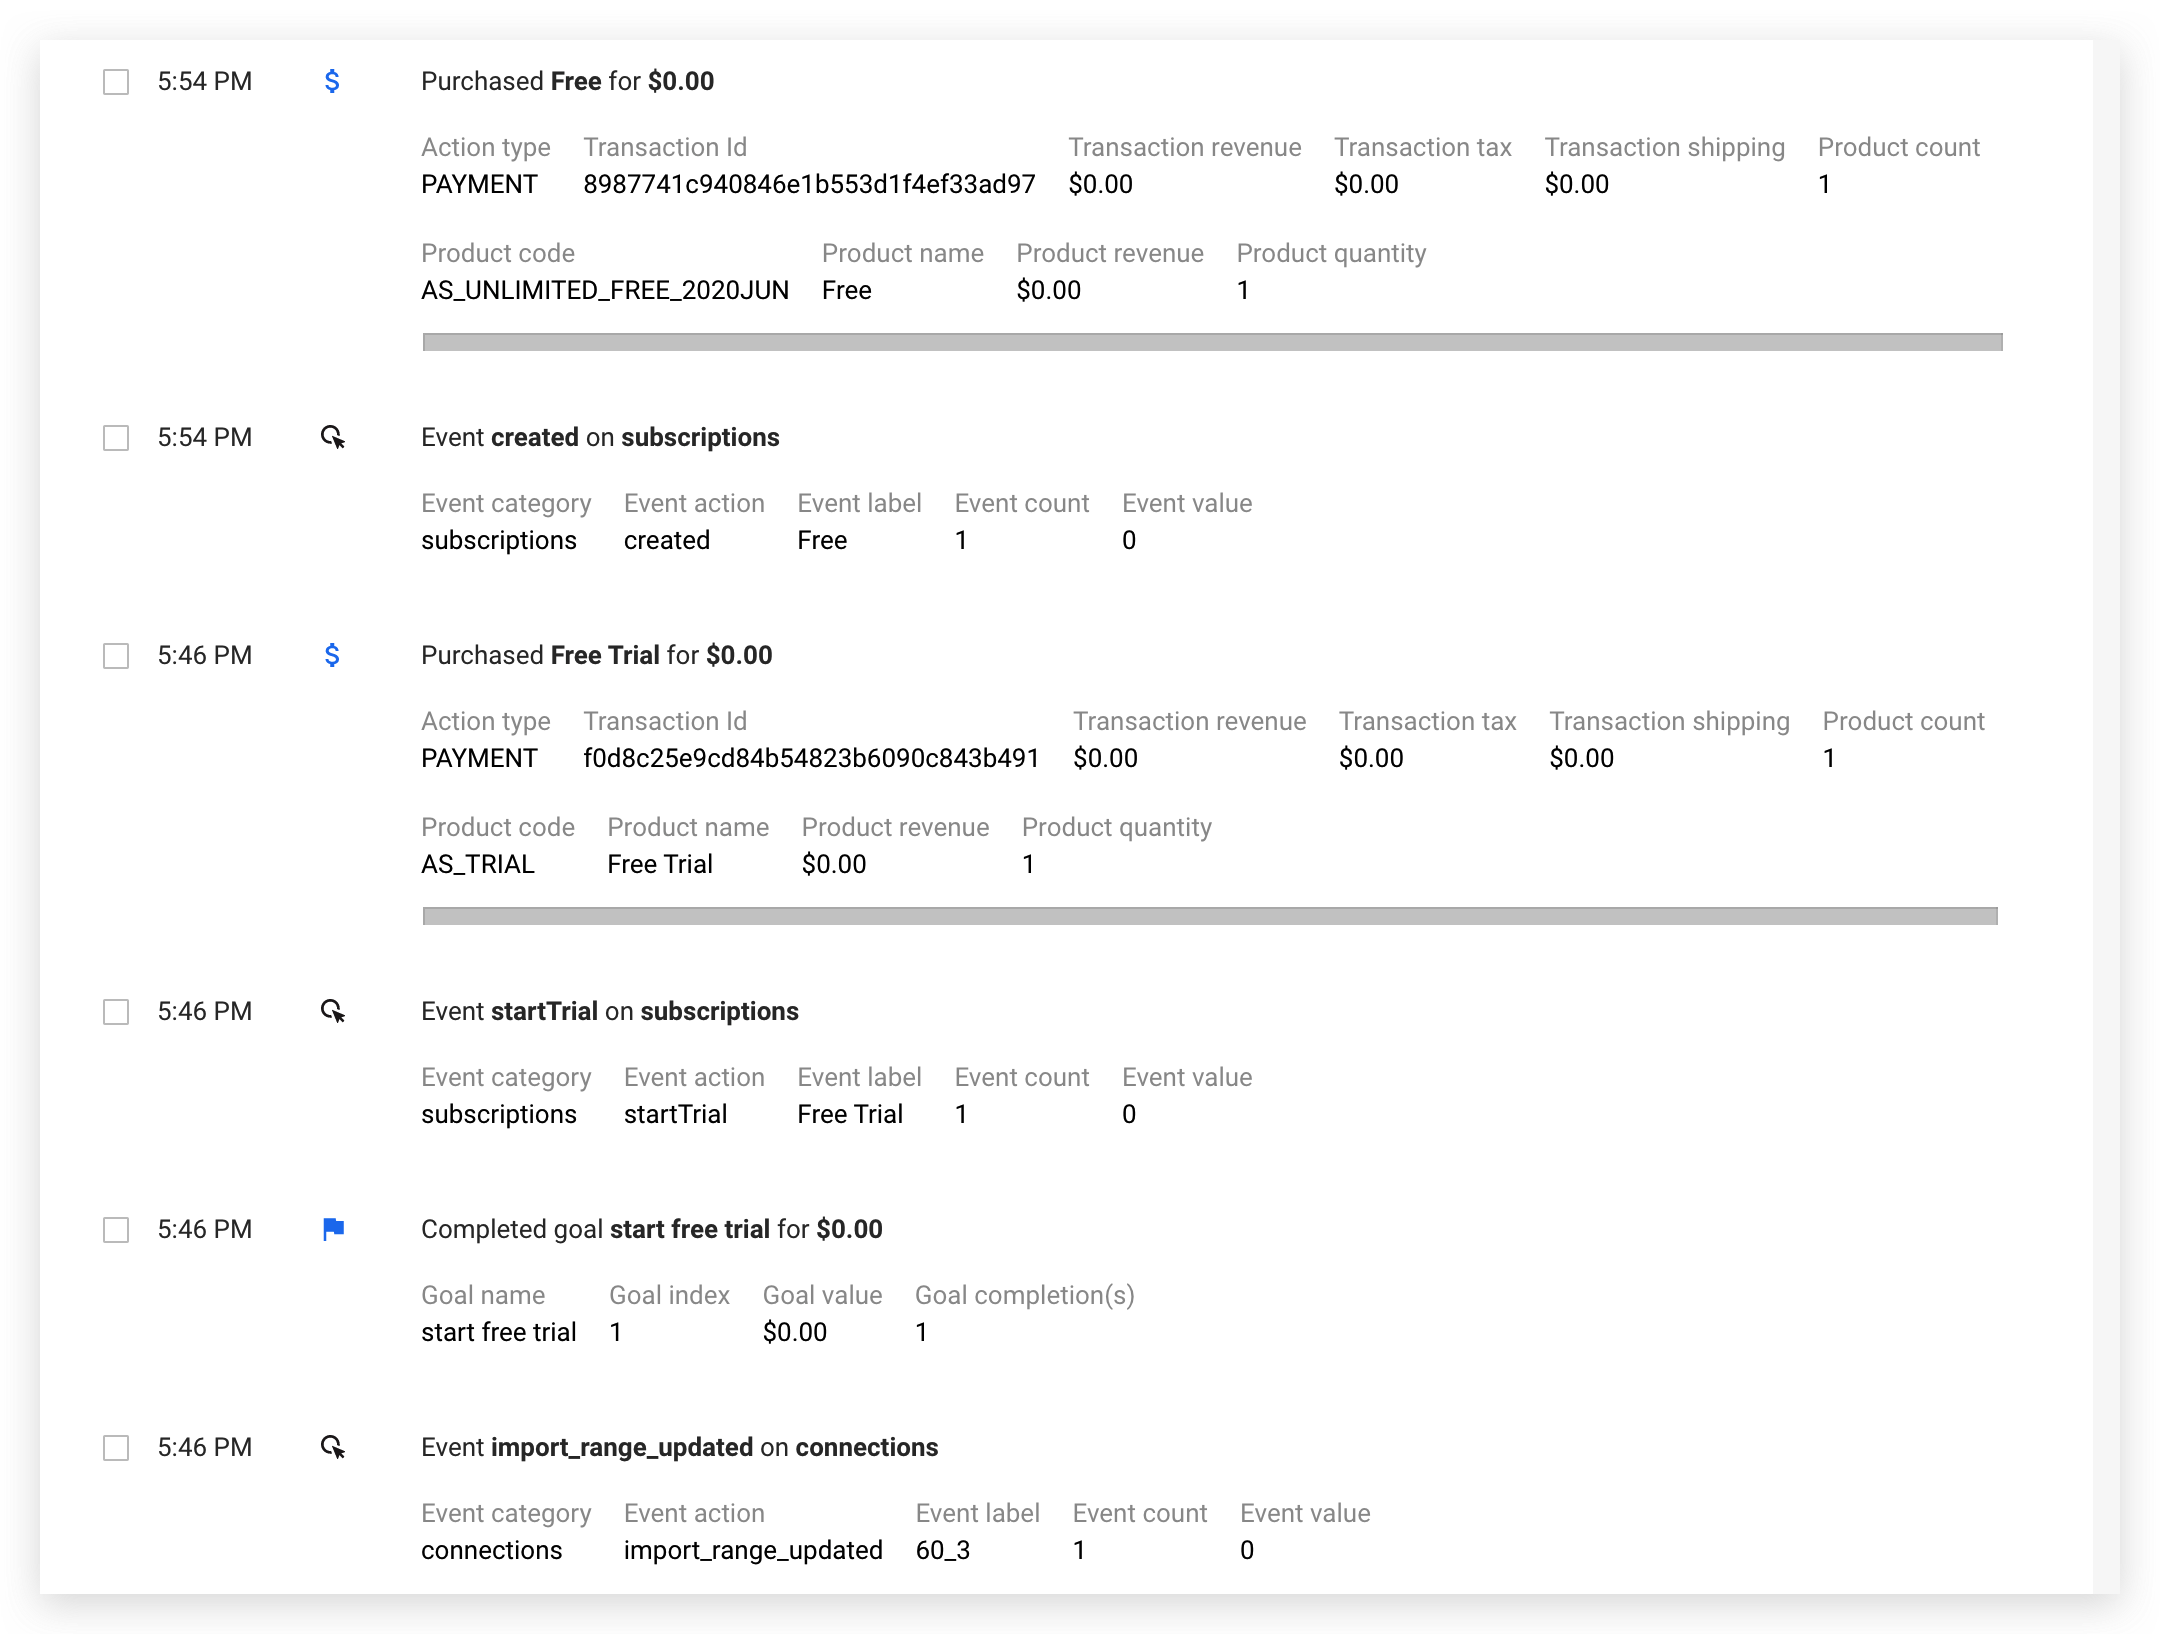 5:54 PM $ Purchased Free for $0.00
Action type Transaction Id Transaction revenue Transaction tax Transaction shipping Product count
PAYMENT 8987741c940846e1b553d1f4ef33ad97 $0.00 $0.00 $0.00 1
Product code Product name Product revenue Product quantity
AS_UNLIMITED_FREE_2020JUN Free $0.00 1
5:54 PM Event created on subscriptions
Event category Event action Event label Event count Event value
subscriptions created Free 1 0
5:46 PM $ Purchased Free Trial for $0.00
Action type Transaction Id Transaction revenue Transaction tax Transaction shipping Product count
PAYMENT f0d8c25e9cd84b54823b6090c843b491 $0.00 $0.00 $0.00 1
Product code Product name Product revenue Product quantity
AS_TRIAL Free Trial $0.00 1
5:46 PM Event startTrial on subscriptions
Event category Event action Event label Event count Event value
subscriptions startTrial Free Trial 1 0
5:46 PM Completed goal start free trial for $0.00
Goal name Goal index Goal value Goal completion(s)
start free trial 1 $0.00 1
5:46 PM Event import_range_updated on connections
Event category Event action Event label Event count Event value
connections import_range_updated 60_3 1 0